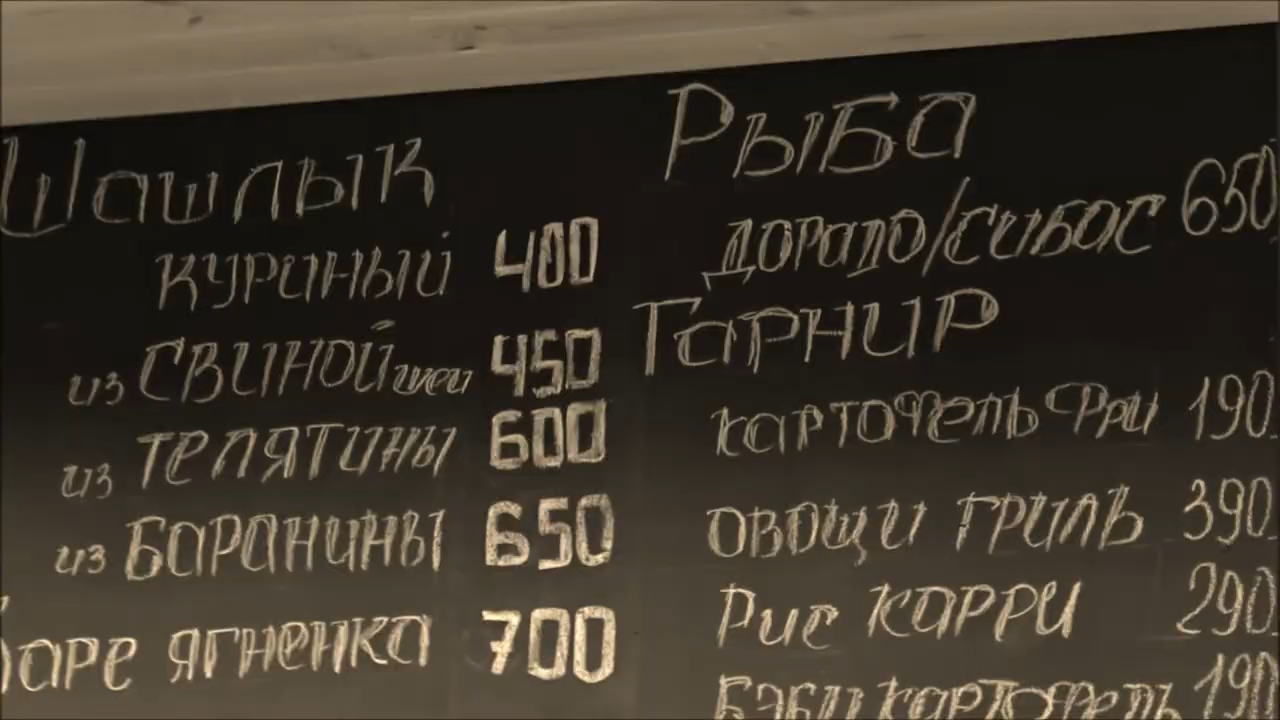 Шашлык
куриный 400
из свиной шеи 450
из телятины 600
из баранины 650
каре ягненка 700
Рыба
дорадо/сибас 650
Гарнир
картофель фри 190
овощи гриль 390
Рис карри 290
Бэби картофель 190